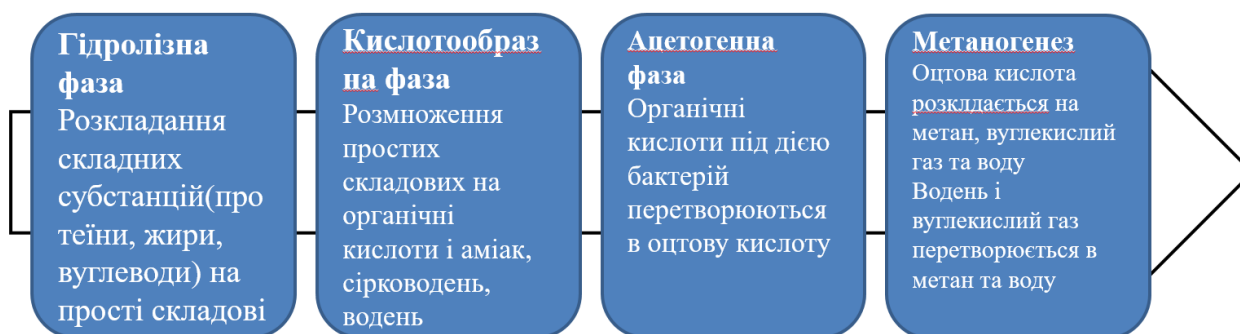 Гідролізна
фаза
Розкладання
складних
субстанцій(про
теїни, жири,
вуглеводи) на
прості складові
Кислотообраз
на фаза
Розмноження
простих
складових на
органічні
кислоти і аміак,
сірководень,
водень
Ацетогенна
фаза
Органічні
кислоти під дією
бактерій
перетворюються
в оцтову кислоту
Метаногенез
Оцтова кислота
розклдається на
метан, вуглекислий
газ та воду
Водень і
вуглекислий газ
перетворюється в
метан та воду